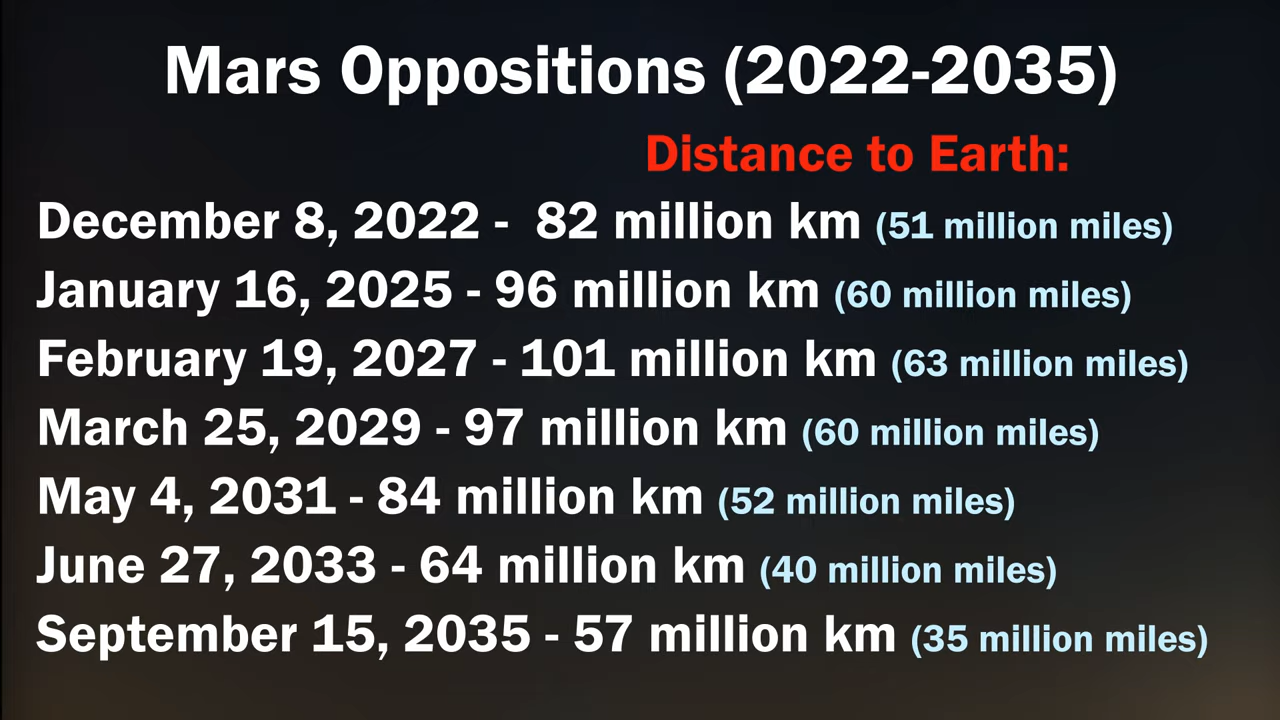 Mars Oppositions (2022-2035)
Distance to Earth:
December 8, 2022 - 82 million km (51 million miles)
January 16, 2025 - 96 million km (60 million miles)
February 19, 2027 - 101 million km (63 million miles)
March 25, 2029 - 97 million km (60 million miles)
May 4, 2031 - 84 million km (52 million miles)
June 27, 2033 - 64 million km (40 million miles)
September 15, 2035 - 57 million km (35 million miles)